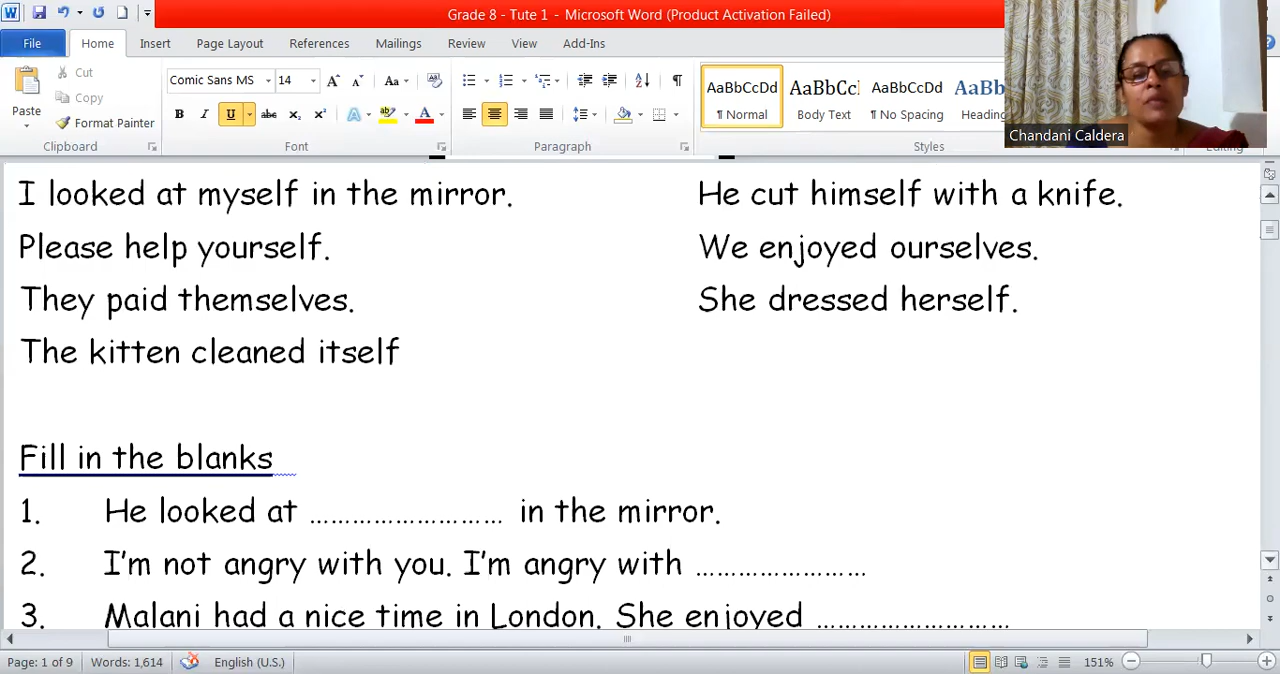 Grade 8 - Tute 1 - Microsoft Word (Product Activation Failed)
File Home Insert Page Layout References Mailings Review View Add-Ins
Paste
Cut
Copy
Format Painter
Clipboard
Comic Sans MS 14
Font
Paragraph
AaBbCcDd AaBbCcI AaBbCcDd AaBb
¶ Normal Body Text ¶ No Spacing Heading
Styles
Editing
Chandani Caldera
I looked at myself in the mirror. He cut himself with a knife.
Please help yourself. We enjoyed ourselves.
They paid themselves. She dressed herself.
The kitten cleaned itself
Fill in the blanks
1. He looked at …………………… in the mirror.
2. I’m not angry with you. I’m angry with ……………………
3. Malani had a nice time in London. She enjoyed ……………………
Page: 1 of 9 Words: 1,614 English (U.S.) 151%